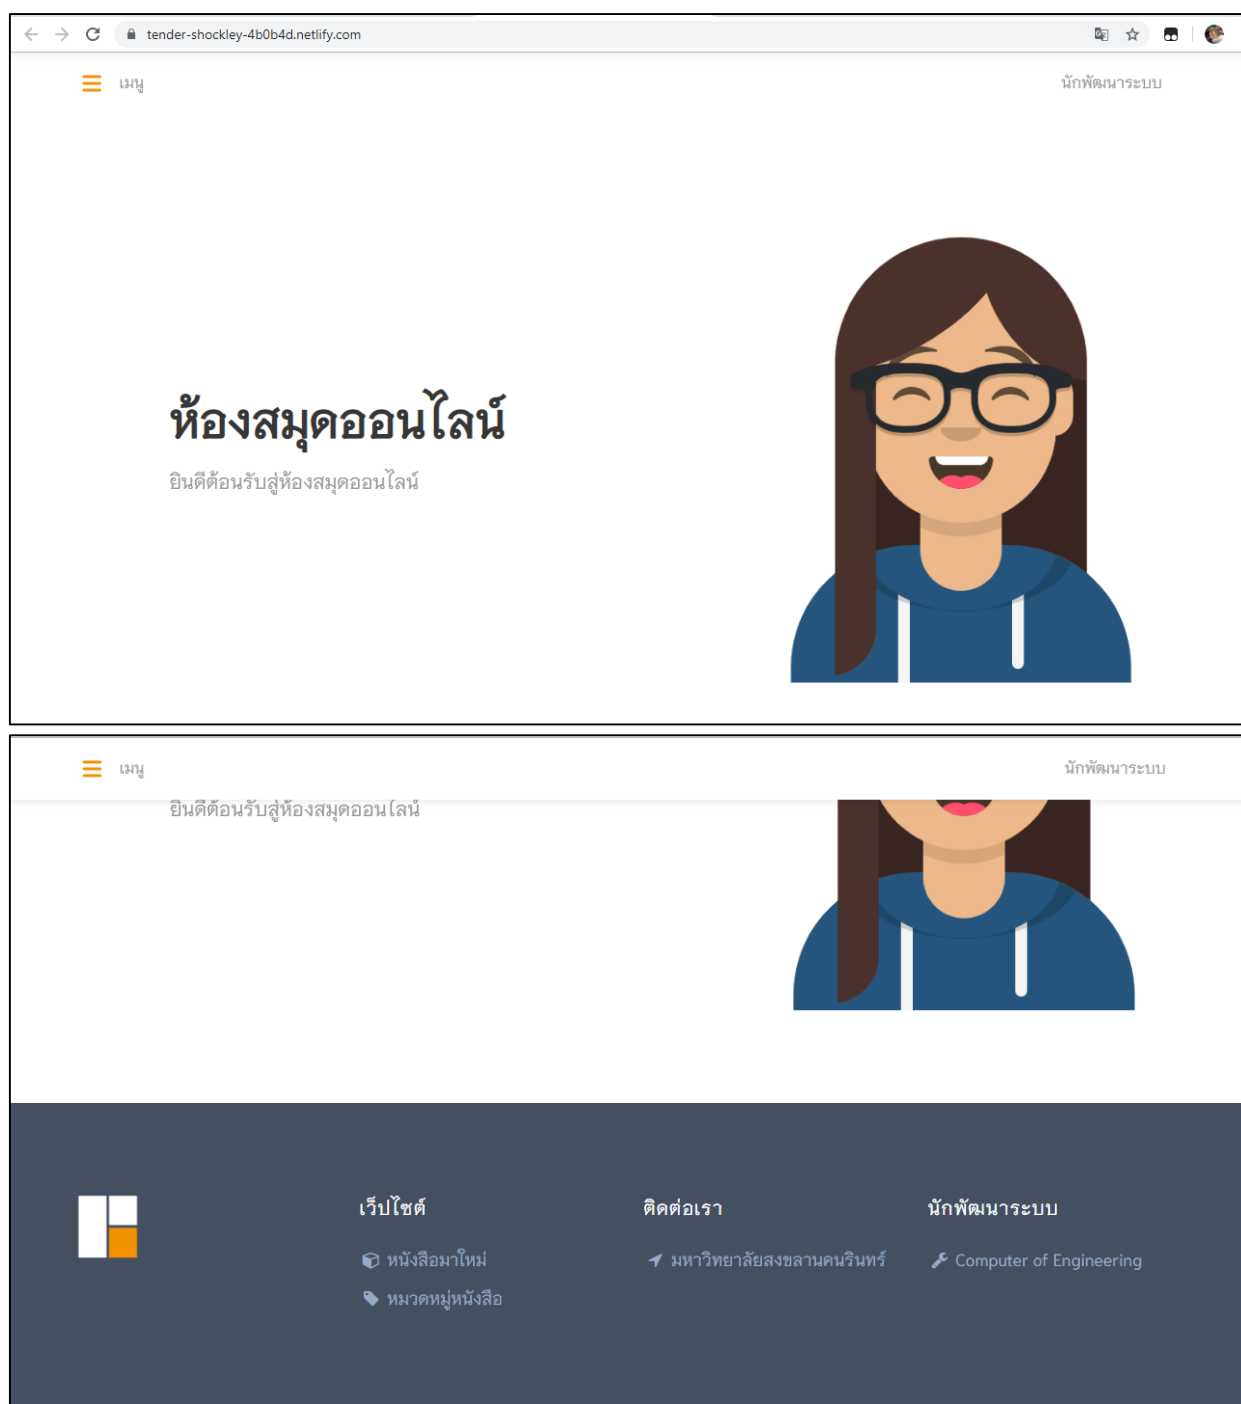 tender-shockley-4b0b4d.netlify.com
เมนู
นักพัฒนาระบบ
ห้องสมุดออนไลน์
ยินดีต้อนรับสู่ห้องสมุดออนไลน์
เมนู
นักพัฒนาระบบ
ยินดีต้อนรับสู่ห้องสมุดออนไลน์
เว็ปไซต์
หนังสือมาใหม่
หมวดหมู่หนังสือ
ติดต่อเรา
มหาวิทยาลัยสงขลานคนรินทร์
นักพัฒนาระบบ
Computer of Engineering